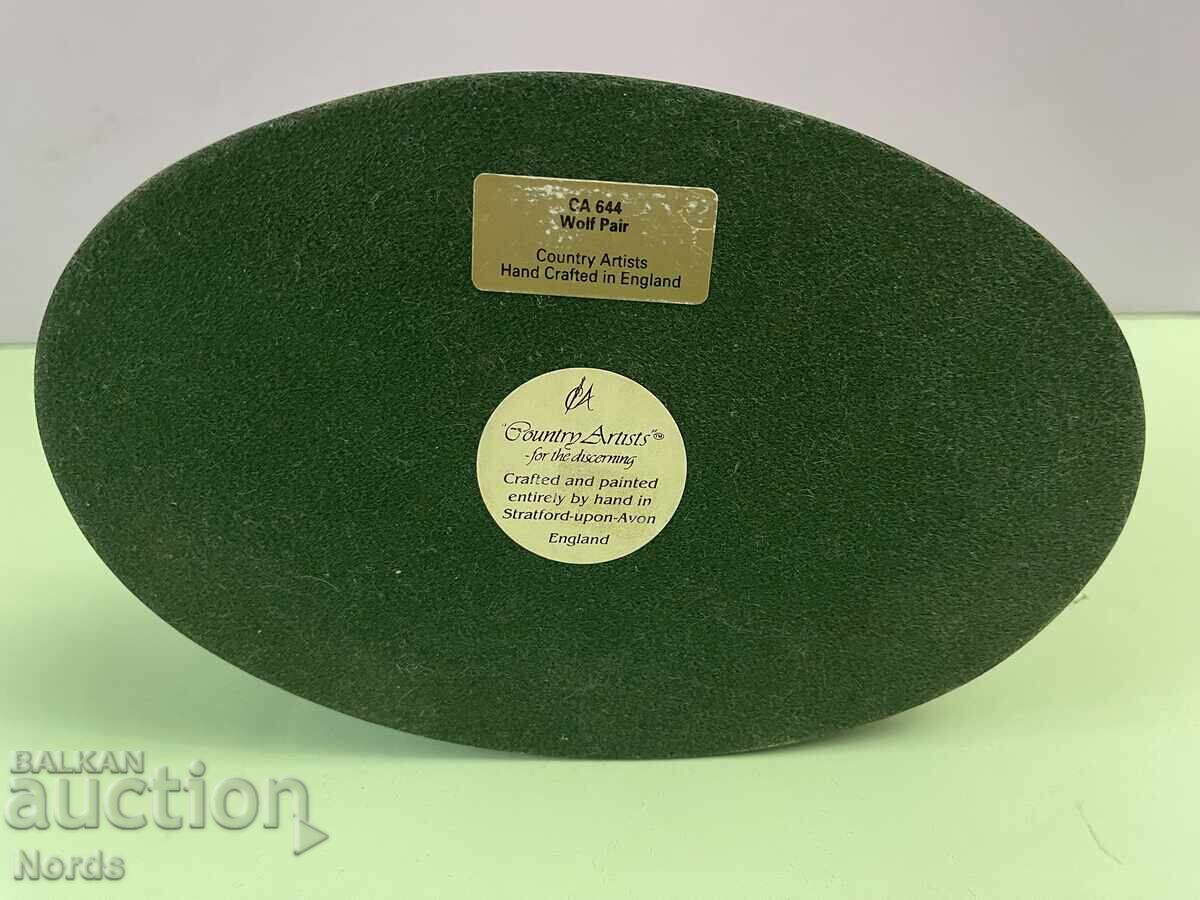 CA 644
Wolf Pair
Country Artists
Hand Crafted in England
CA
"Country Artists"™
-for the discerning
Crafted and painted
entirely by hand in
Stratford-upon-Avon
England
BALKAN
auction
Nords